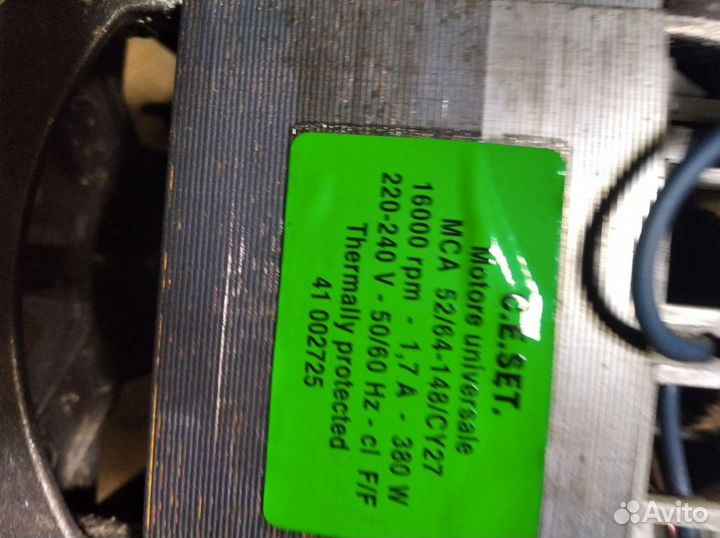 C.E.SET.
Motore universale
MCA 52/64-148/CY27
16000 rpm - 1,7 A - 380 W
220-240 V - 50/60 Hz - cl F/F
Thermally protected
41 002725
Avito